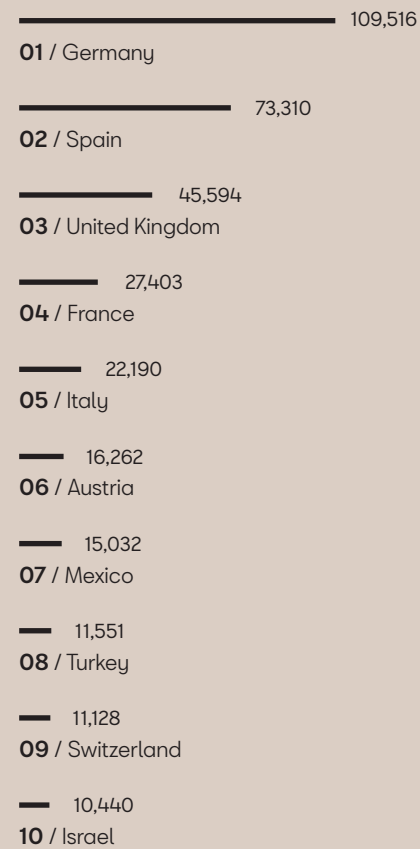 109,516
01 / Germany
73,310
02 / Spain
45,594
03 / United Kingdom
27,403
04 / France
22,190
05 / Italy
16,262
06 / Austria
15,032
07 / Mexico
11,551
08 / Turkey
11,128
09 / Switzerland
10,440
10 / Israel